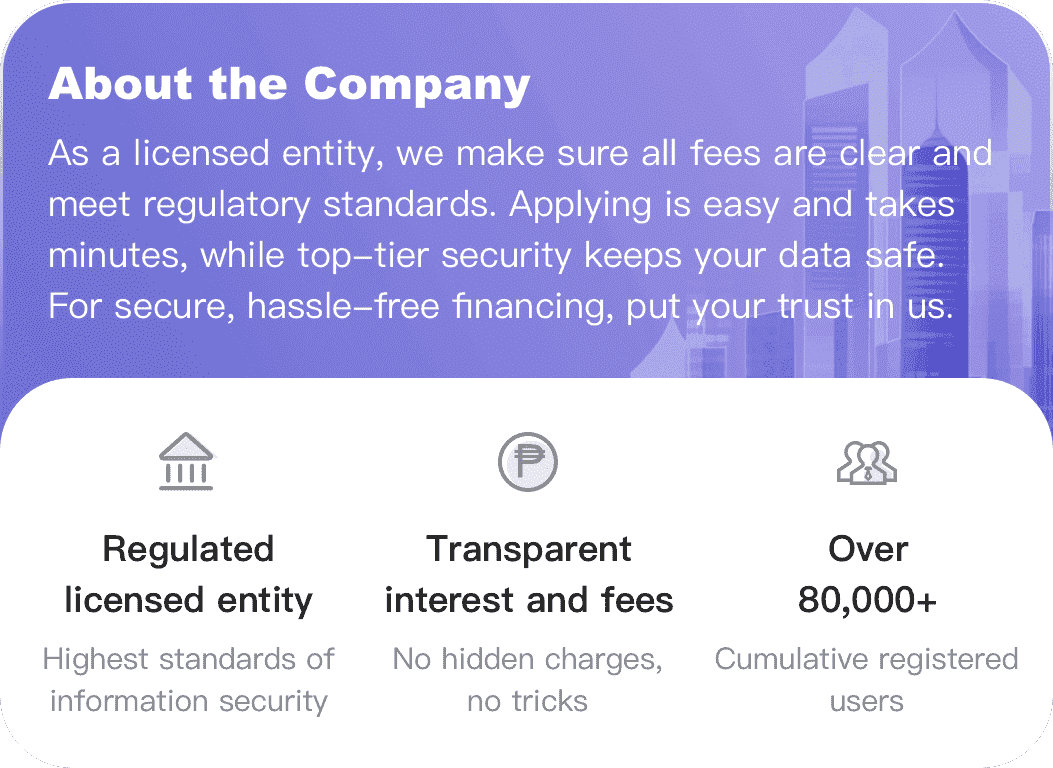 About the Company
As a licensed entity, we make sure all fees are clear and
meet regulatory standards. Applying is easy and takes
minutes, while top-tier security keeps your data safe.
For secure, hassle-free financing, put your trust in us.
₱
Regulated
licensed entity
Highest standards of
information security
Transparent
interest and fees
No hidden charges,
no tricks
Over
80,000+
Cumulative registered
users